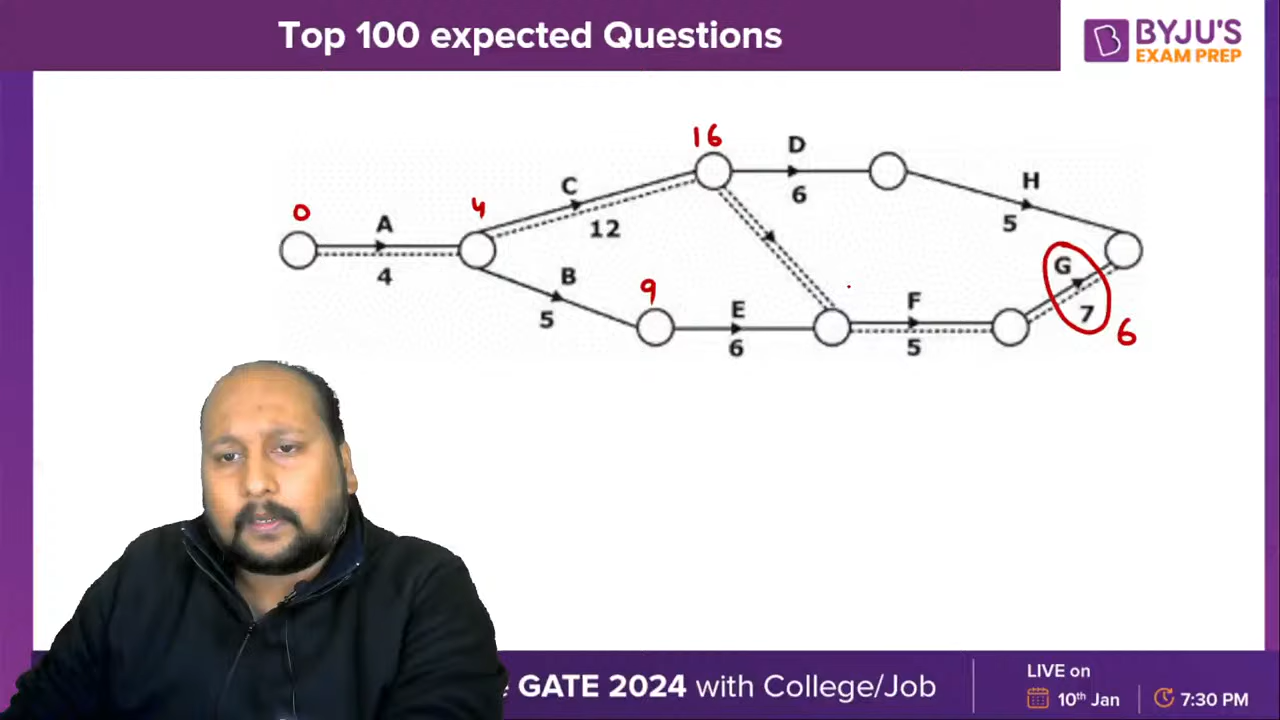 Top 100 expected Questions
BYJU'S
EXAM PREP
16
D
6
H
5
C
12
0
A
4
4
B
5
9
E
6
F
5
G
7
6
GATE 2024 with College/Job
LIVE on
10th Jan
7:30 PM